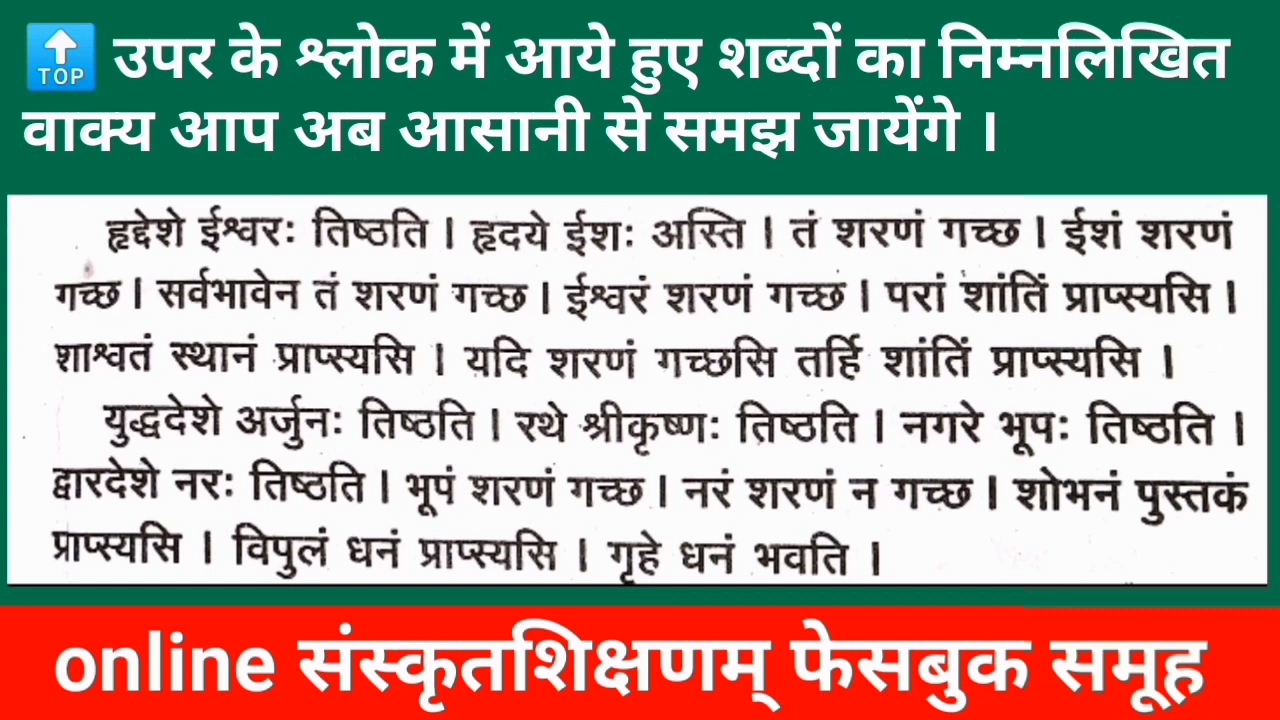 TOP उपर के श्लोक में आये हुए शब्दों का निम्नलिखित
वाक्य आप अब आसानी से समझ जायेंगे ।
हृद्देशे ईश्वरः तिष्ठति । हृदये ईशः अस्ति । तं शरणं गच्छ । ईशं शरणं
गच्छ । सर्वभावेन तं शरणं गच्छ । ईश्वरं शरणं गच्छ । परां शांतिं प्राप्स्यसि ।
शाश्वतं स्थानं प्राप्स्यसि । यदि शरणं गच्छसि तर्हि शांतिं प्राप्स्यसि ।
युद्धदेशे अर्जुनः तिष्ठति । रथे श्रीकृष्णः तिष्ठति । नगरे भूपः तिष्ठति ।
द्वारदेशे नरः तिष्ठति । भूपं शरणं गच्छ । नरं शरणं न गच्छ । शोभनं पुस्तकं
प्राप्स्यसि । विपुलं धनं प्राप्स्यसि । गृहे धनं भवति ।
online संस्कृतशिक्षणम् फेसबुक समूह